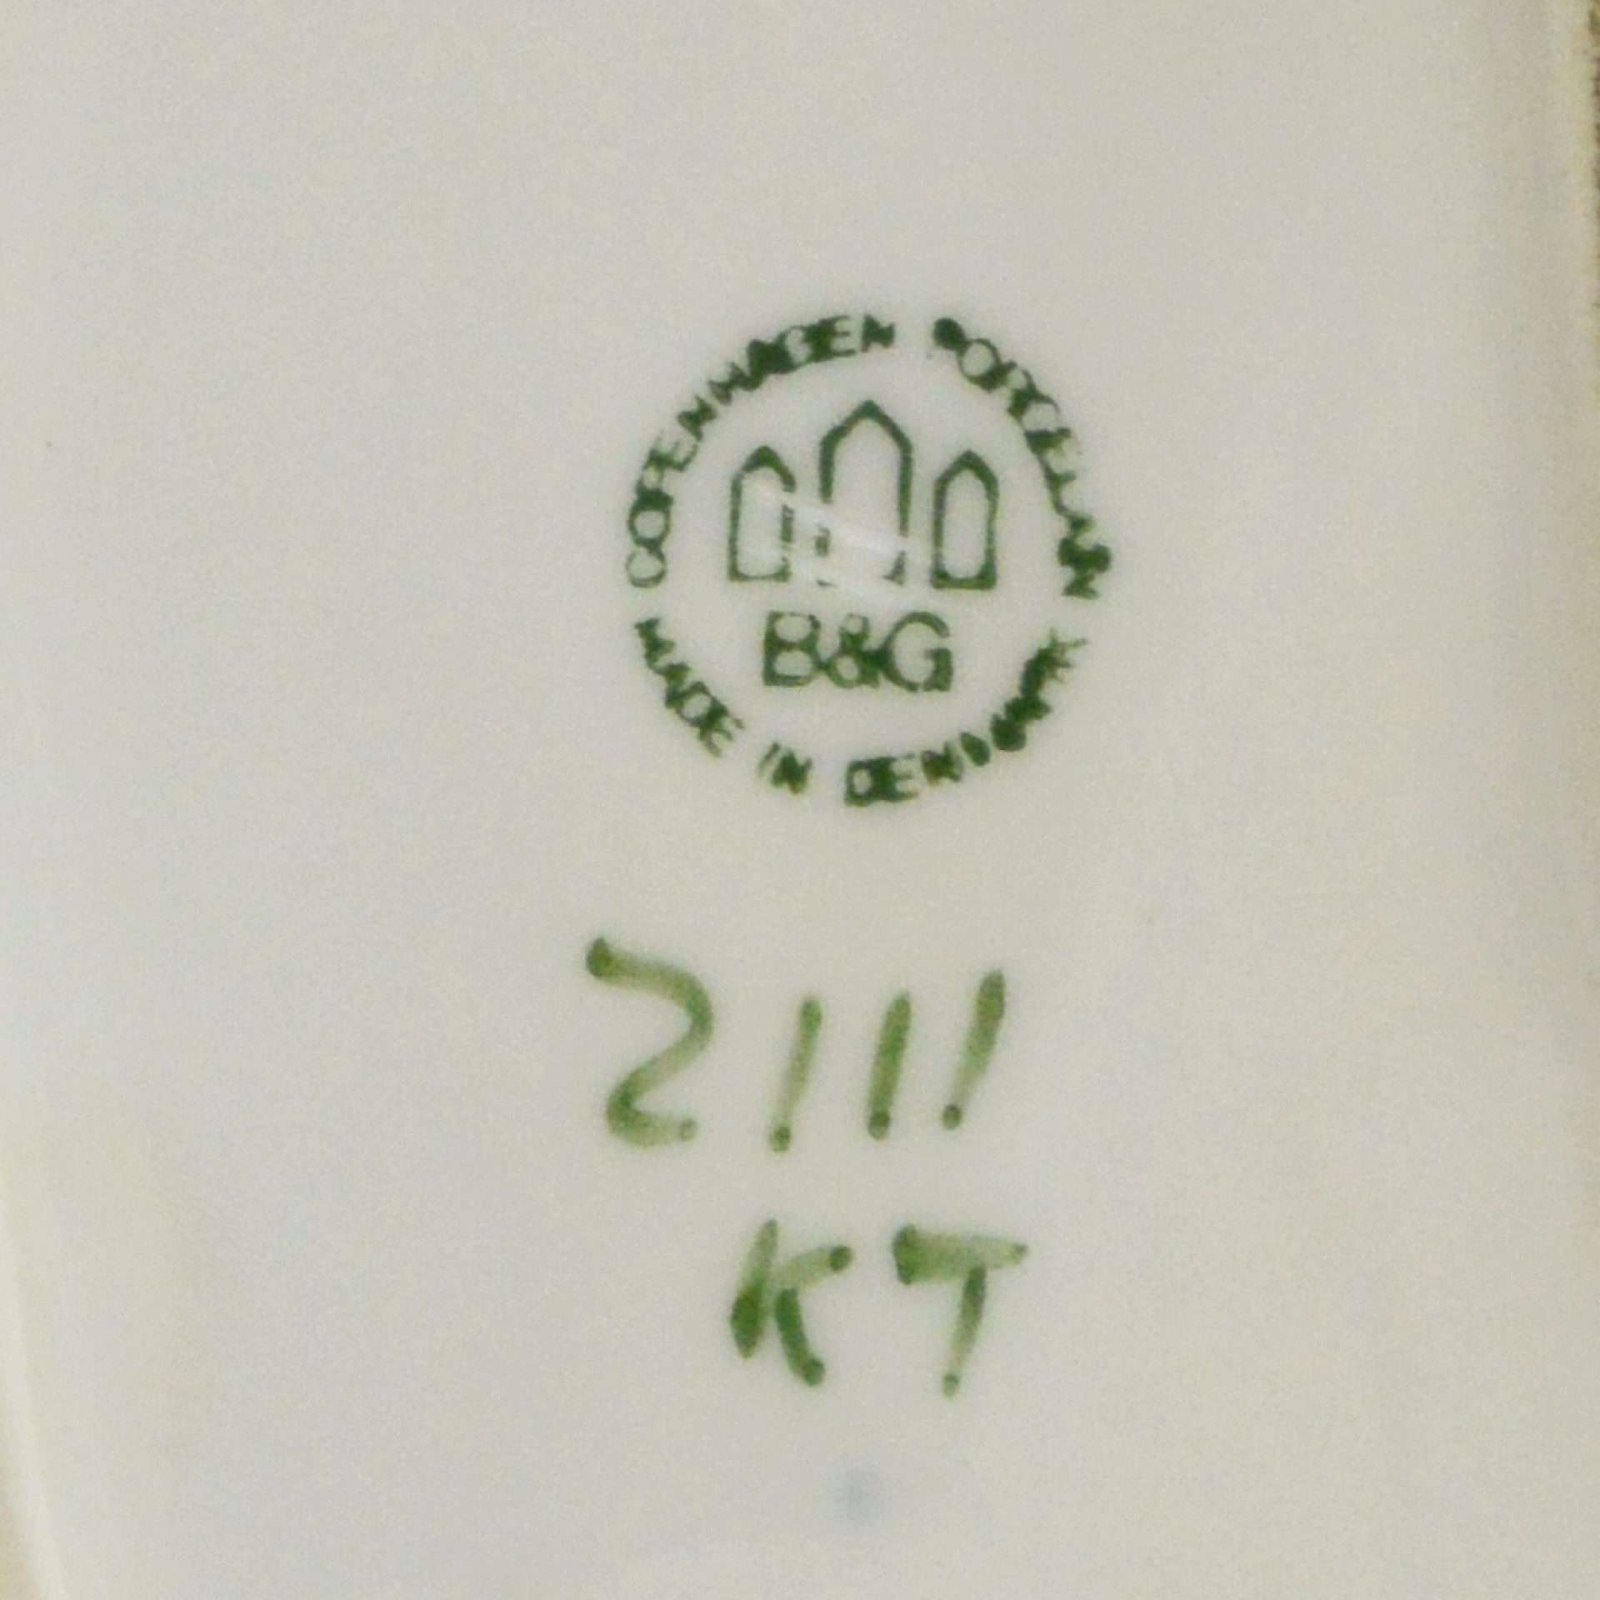 COPENHAGEN PORCELAIN
B&G
MADE IN DENMARK
2111
KT